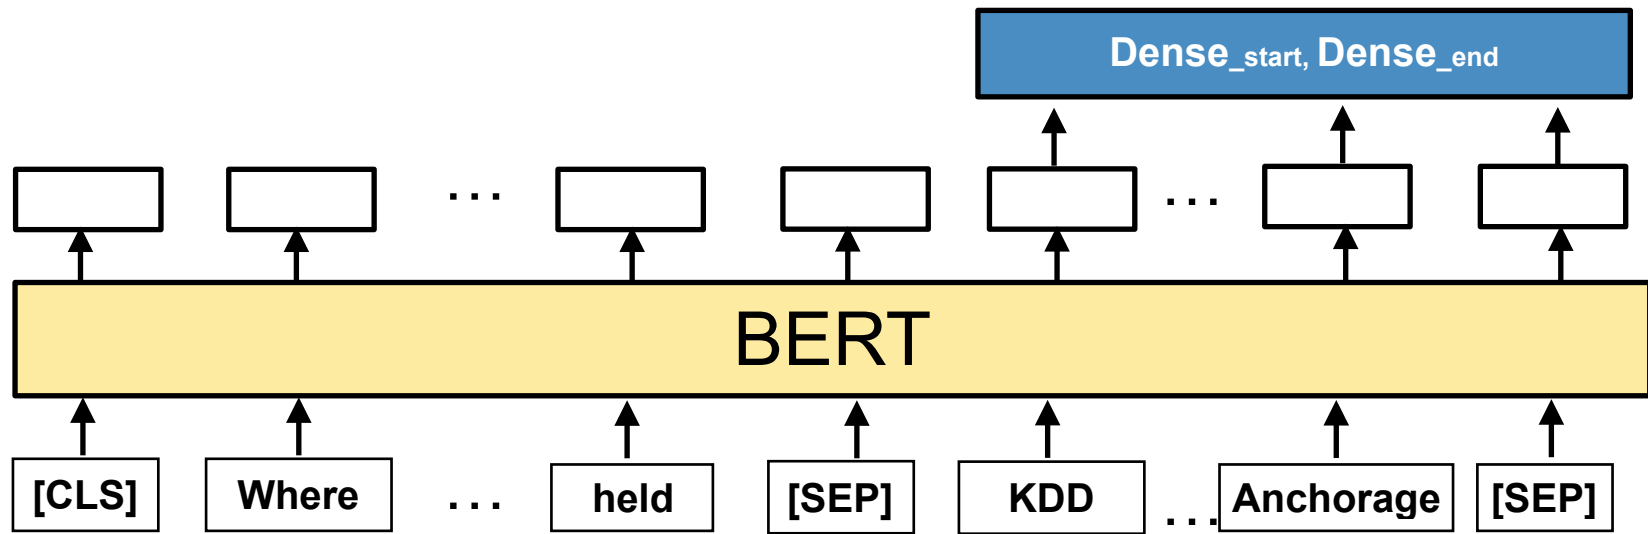 Dense_start, Dense_end
... ...
BERT
[CLS] Where ... held [SEP] KDD ... Anchorage [SEP]